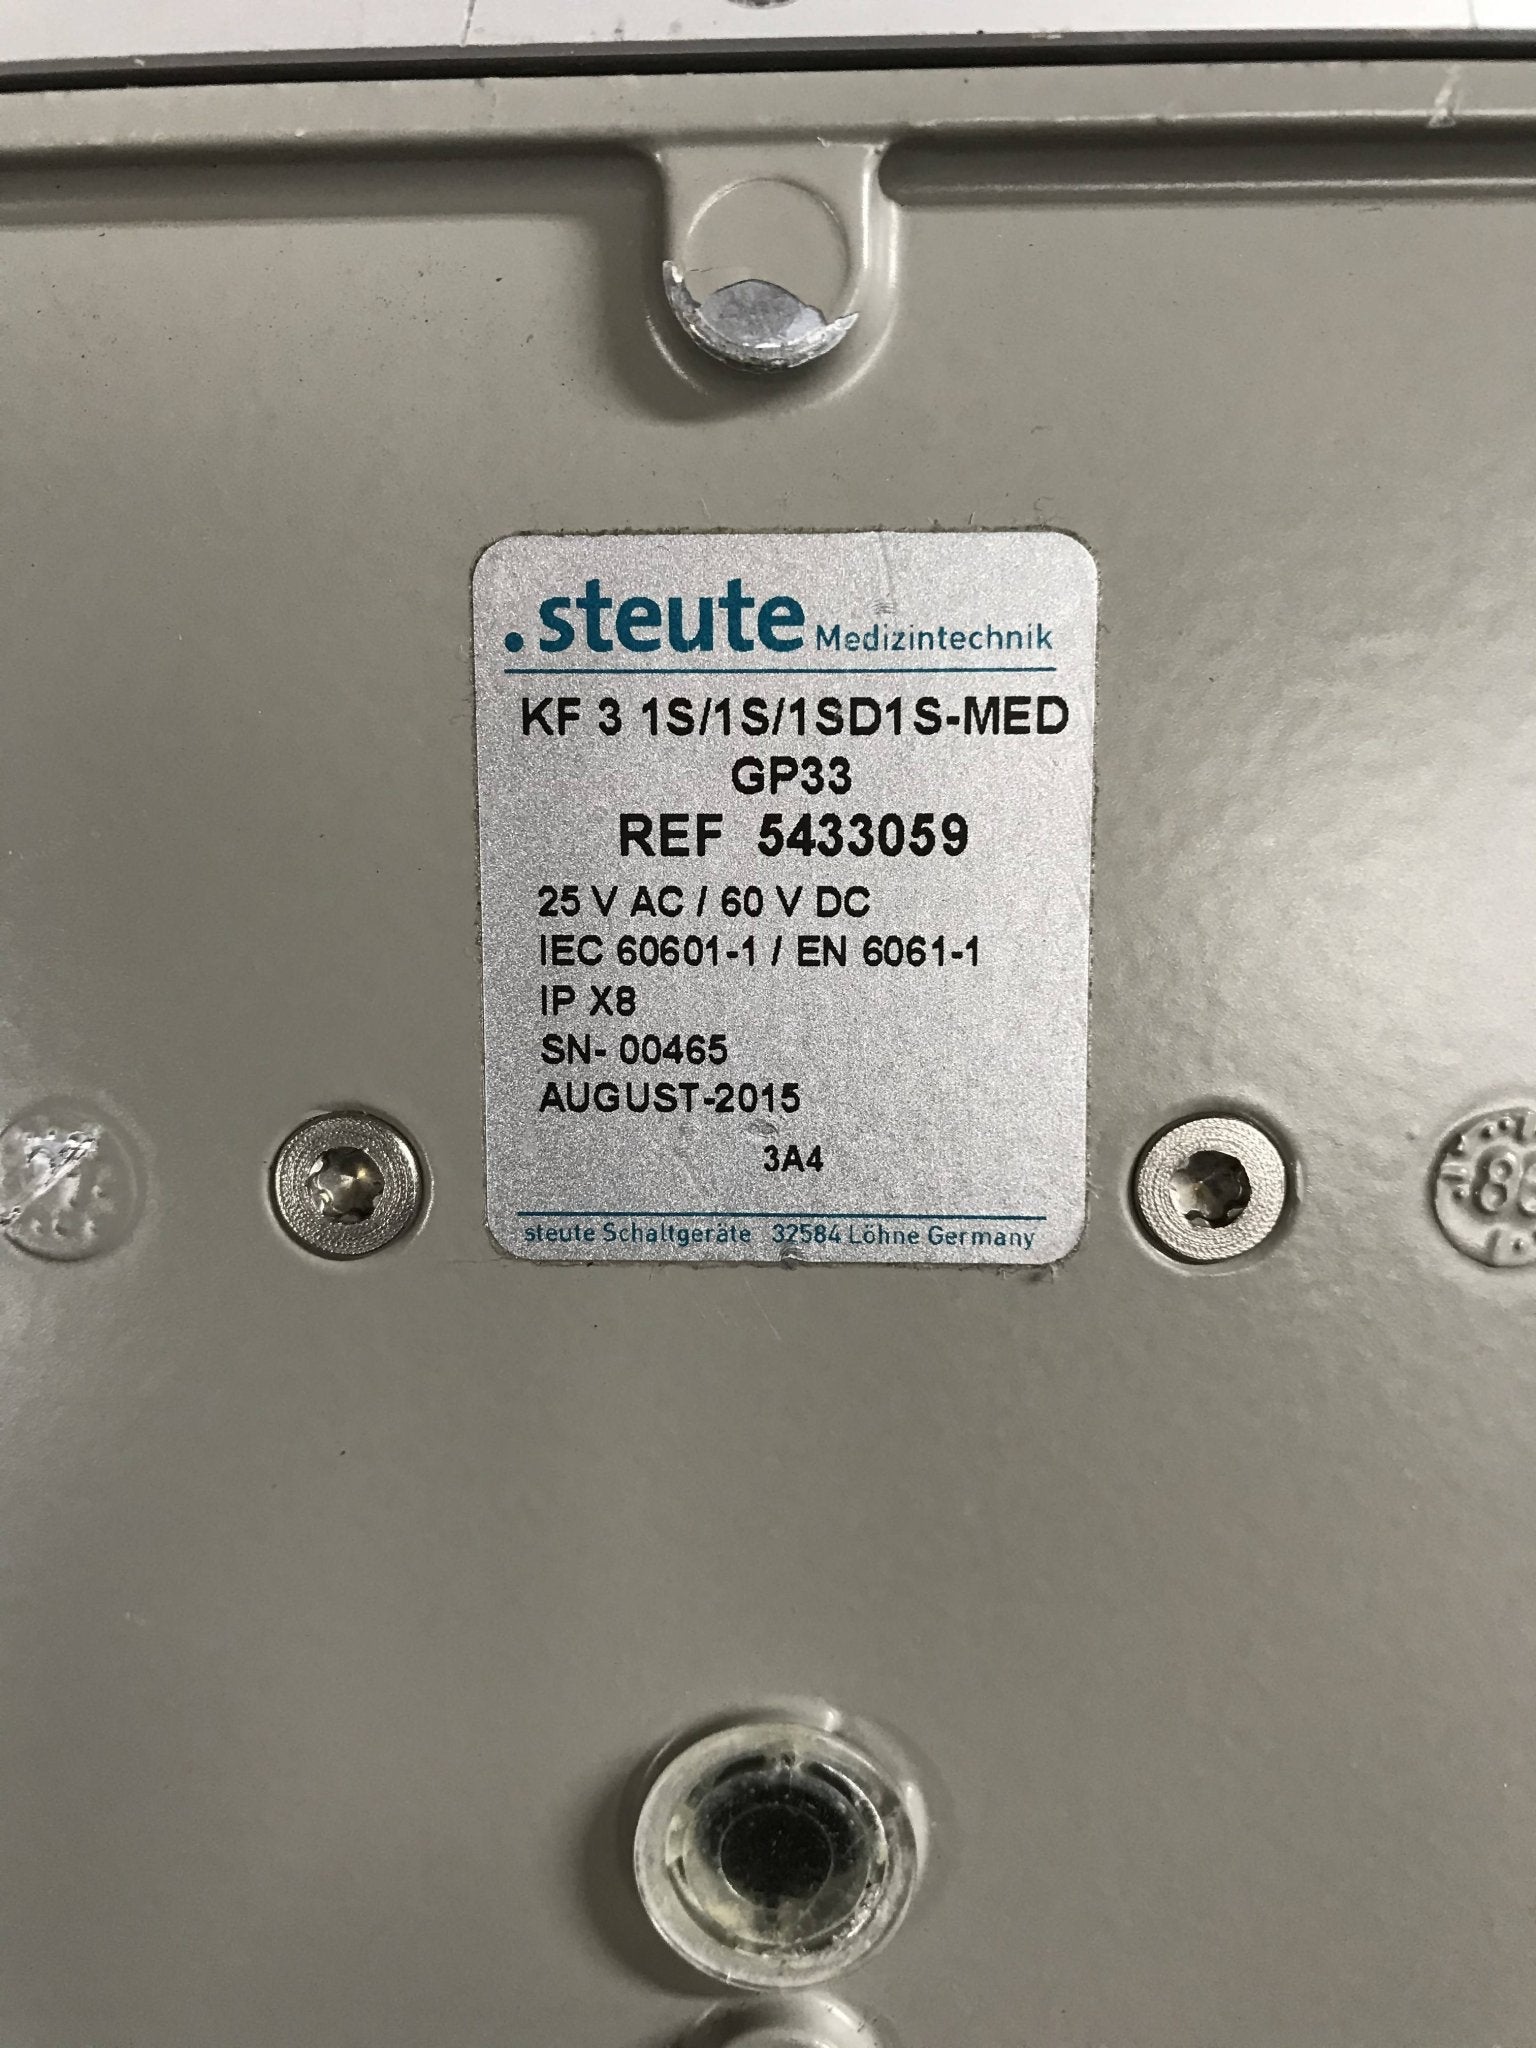 .steute Medizintechnik
KF 3 1S/1S/1SD1S-MED
GP33
REF 5433059
25 V AC / 60 V DC
IEC 60601-1 / EN 6061-1
IP X8
SN- 00465
AUGUST-2015
3A4
steute Schaltgeräte 32584 Löhne Germany